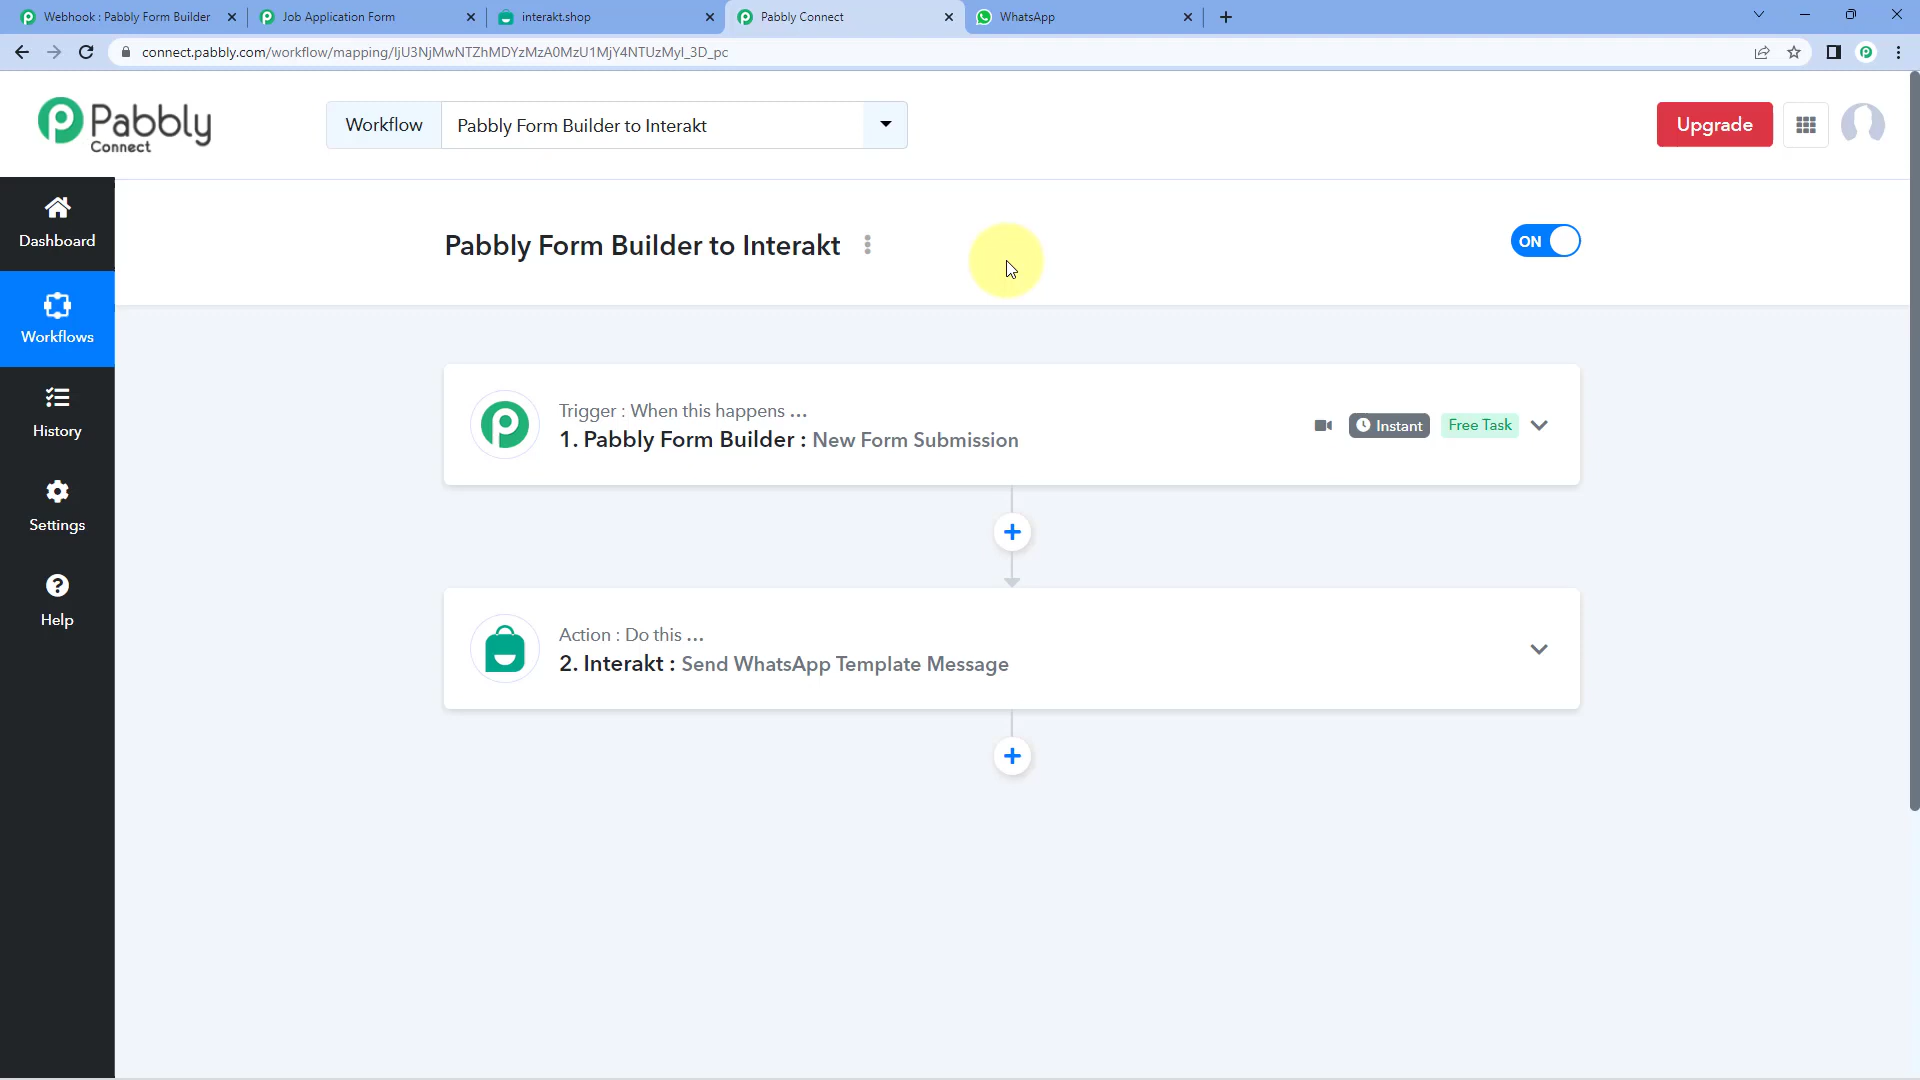 Webhook : Pabbly Form Builder
Job Application Form
interakt.shop
Pabbly Connect
WhatsApp
connect.pabbly.com/workflow/mapping/IjU3NjMwNTZhMDYzMzA0MzU1MjY4NTUzMyI_3D_pc
Pabbly
Connect
Workflow
Pabbly Form Builder to Interakt
Upgrade
Dashboard
Workflows
History
Settings
Help
Pabbly Form Builder to Interakt
ON
Trigger : When this happens ...
1. Pabbly Form Builder : New Form Submission
Instant
Free Task
Action : Do this ...
2. Interakt : Send WhatsApp Template Message